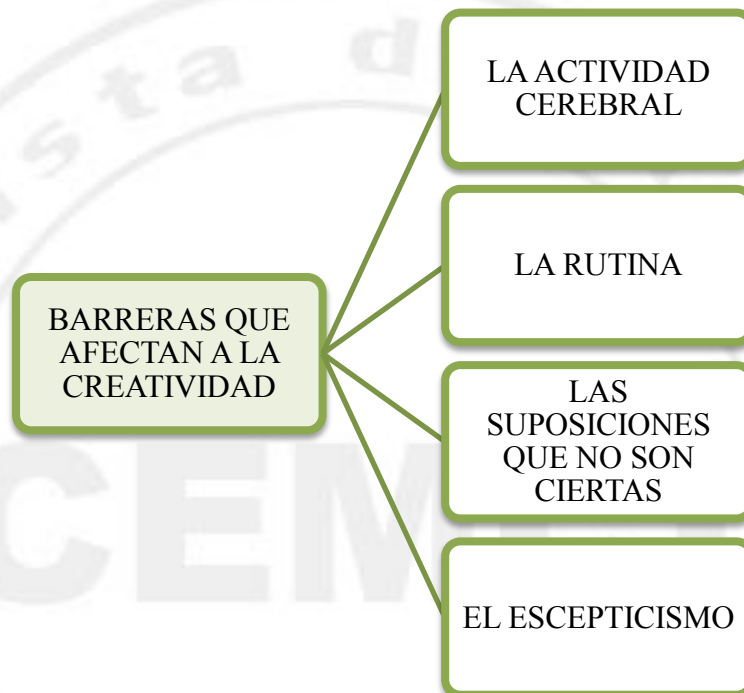 LA ACTIVIDAD
CEREBRAL
LA RUTINA
BARRERAS QUE
AFECTAN A LA
CREATIVIDAD
LAS
SUPOSICIONES
QUE NO SON
CIERTAS
EL ESCEPTICISMO